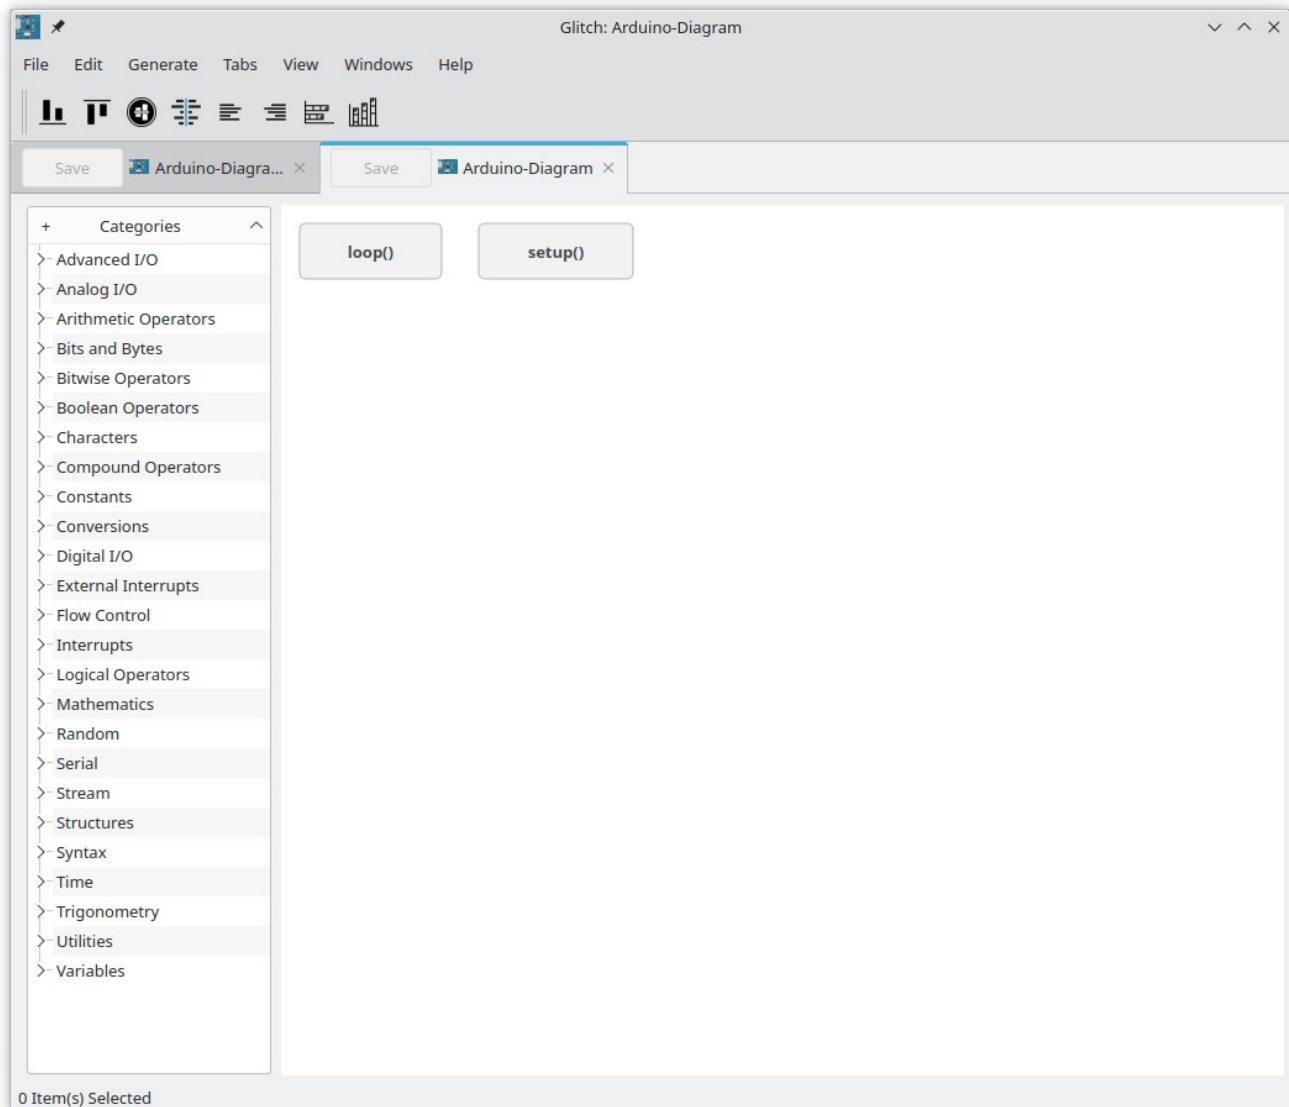 Glitch: Arduino-Diagram
File Edit Generate Tabs View Windows Help
Save Arduino-Diagra... Save Arduino-Diagram
+ Categories
Advanced I/O
Analog I/O
Arithmetic Operators
Bits and Bytes
Bitwise Operators
Boolean Operators
Characters
Compound Operators
Constants
Conversions
Digital I/O
External Interrupts
Flow Control
Interrupts
Logical Operators
Mathematics
Random
Serial
Stream
Structures
Syntax
Time
Trigonometry
Utilities
Variables
loop() setup()
0 Item(s) Selected